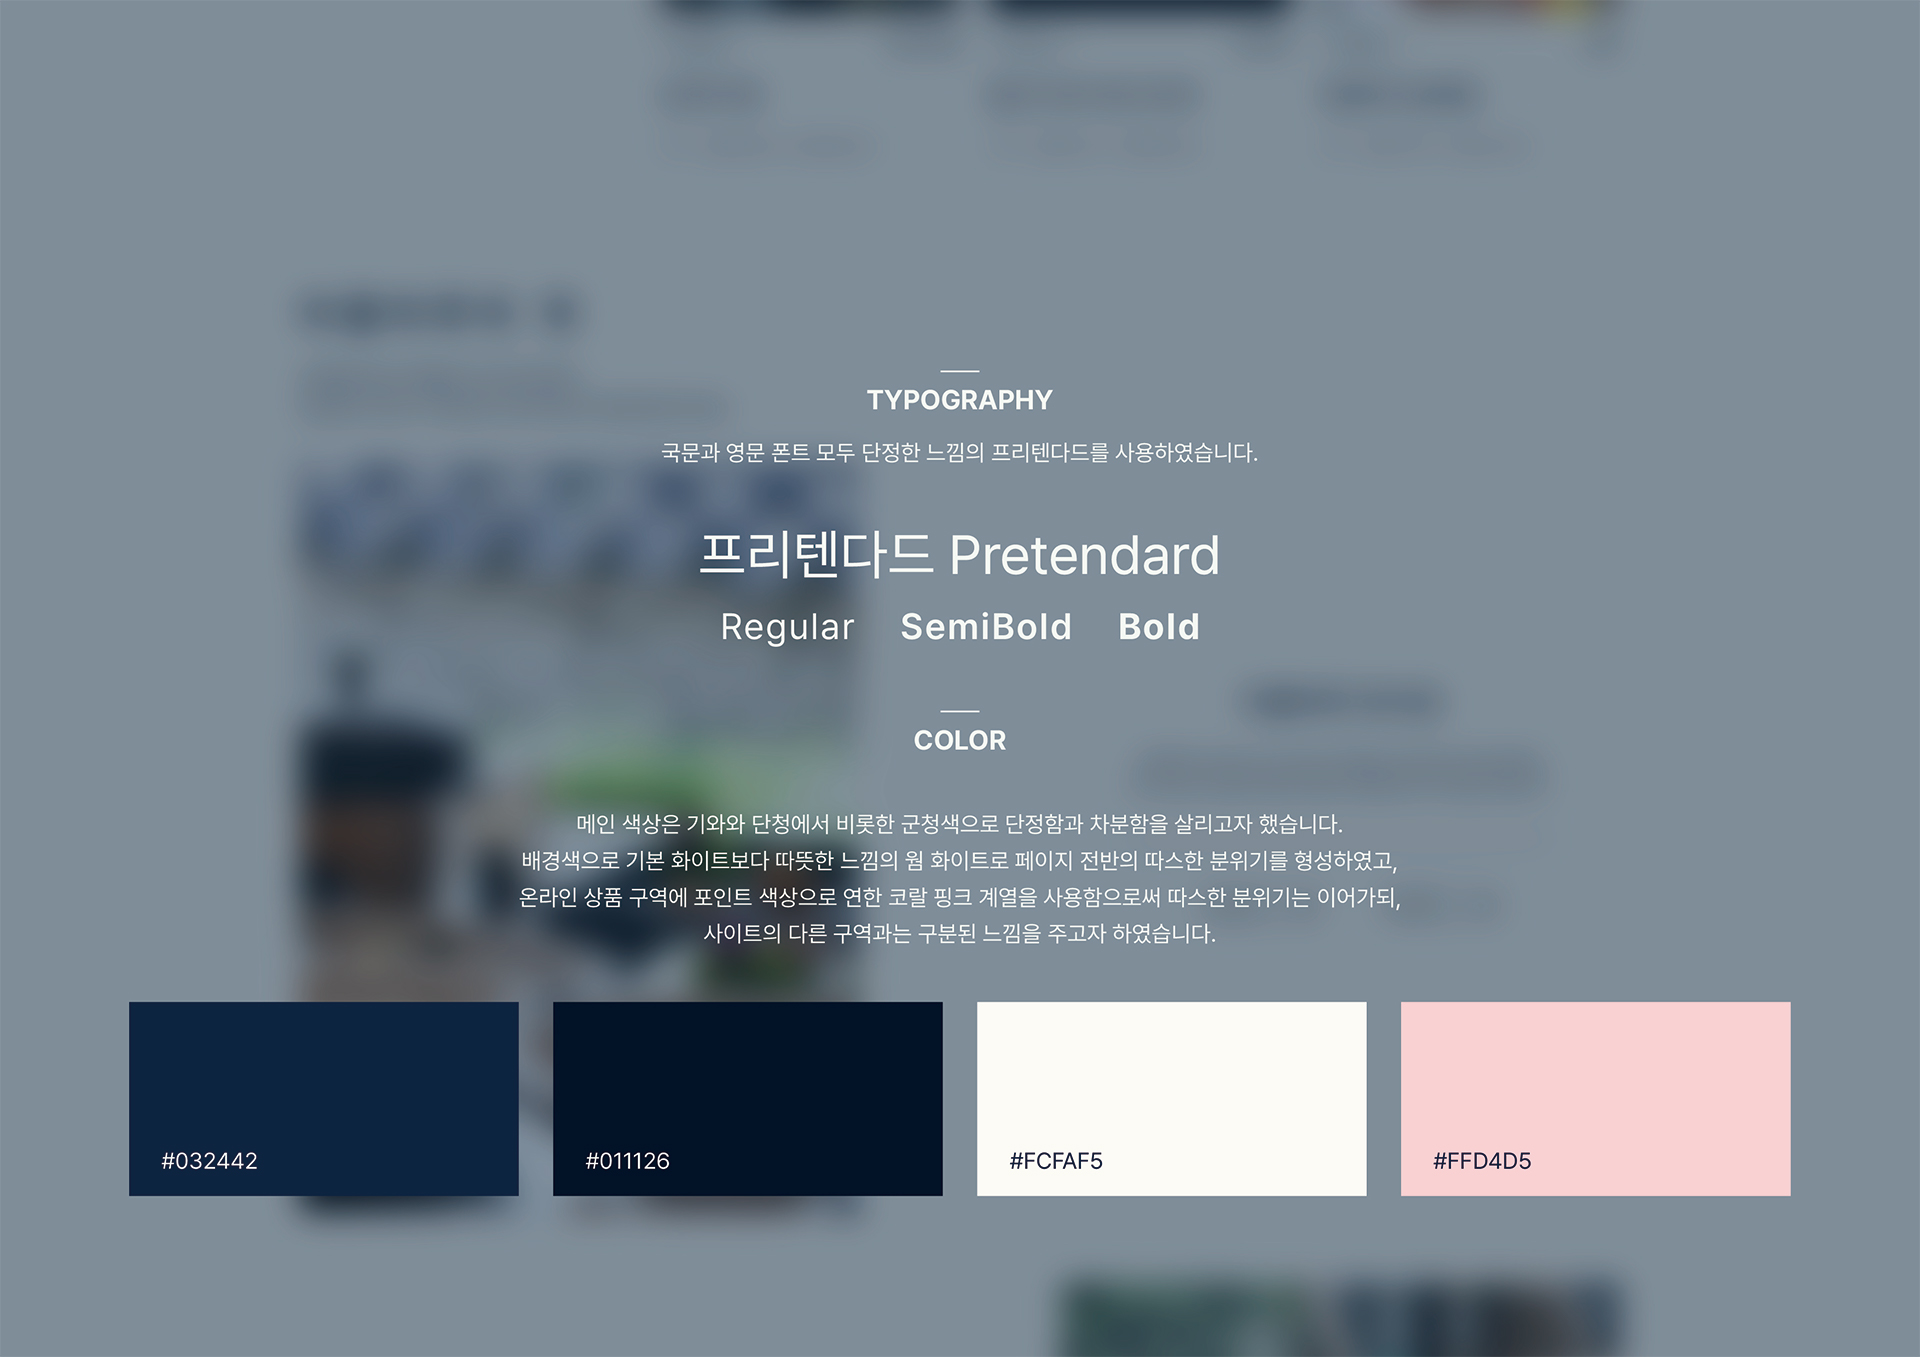 TYPOGRAPHY
국문과 영문 폰트 모두 단정한 느낌의 프리텐다드를 사용하였습니다.
프리텐다드 Pretendard
Regular SemiBold Bold
COLOR
메인 색상은 기와와 단청에서 비롯한 군청색으로 단정함과 차분함을 살리고자 했습니다.
배경색으로 기본 화이트보다 따뜻한 느낌의 웜 화이트로 페이지 전반의 따스한 분위기를 형성하였고,
온라인 상품 구역에 포인트 색상으로 연한 코랄 핑크 계열을 사용함으로써 따스한 분위기는 이어가되,
사이트의 다른 구역과는 구분된 느낌을 주고자 하였습니다.
#032442
#011126
#FCFAF5
#FFD4D5